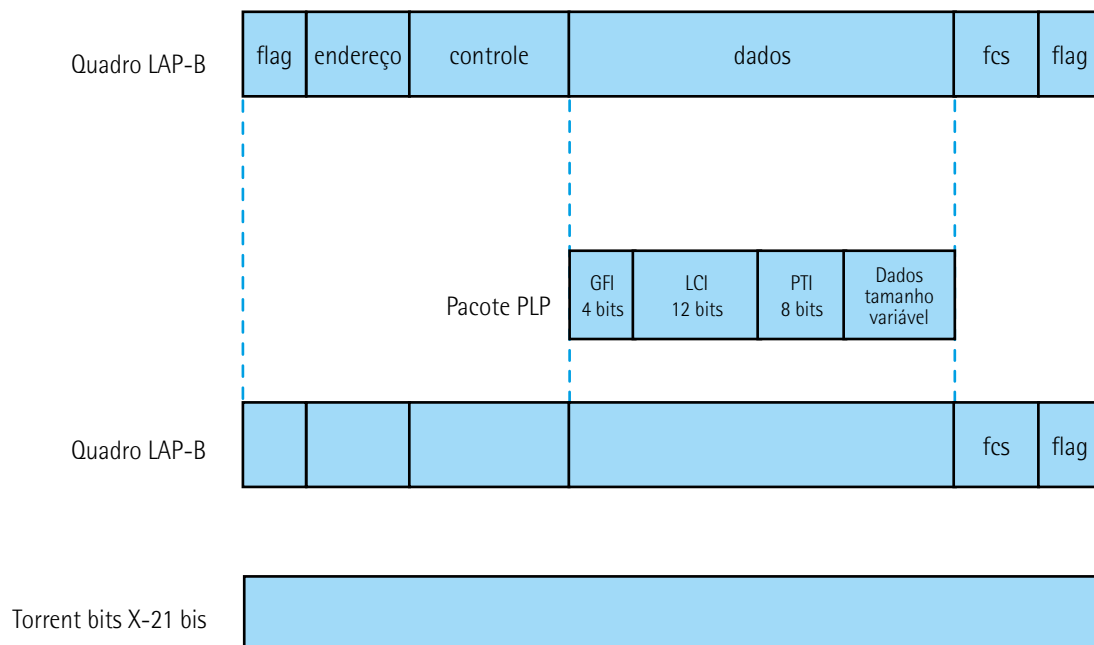 Quadro LAP-B
flag endereço controle dados fcs flag
Pacote PLP
GFI
4 bits
LCI
12 bits
PTI
8 bits
Dados
tamanho
variável
Quadro LAP-B
fcs flag
Torrent bits X-21 bis